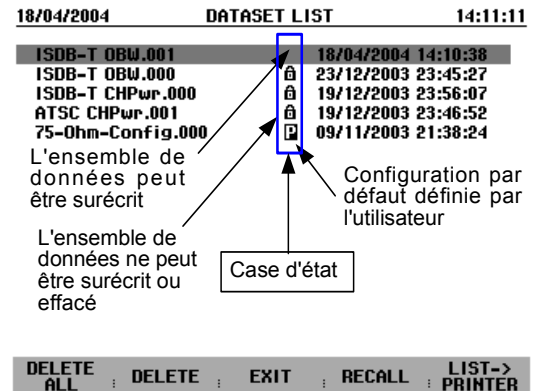 18/04/2004 DATASET LIST 14:11:11
ISDB-T OBW.001 18/04/2004 14:10:38
ISDB-T OBW.000 23/12/2003 23:45:27
ISDB-T CHPwr.000 19/12/2003 23:56:07
ATSC CHPwr.001 19/12/2003 23:46:52
75-Ohm-Config.000 P 09/11/2003 21:38:24
L'ensemble de
données peut
être surécrit
Configuration par
défaut définie par
l'utilisateur
L'ensemble de
données ne peut
être surécrit ou
effacé
Case d'état
DELETE ALL DELETE EXIT RECALL LIST-> PRINTER